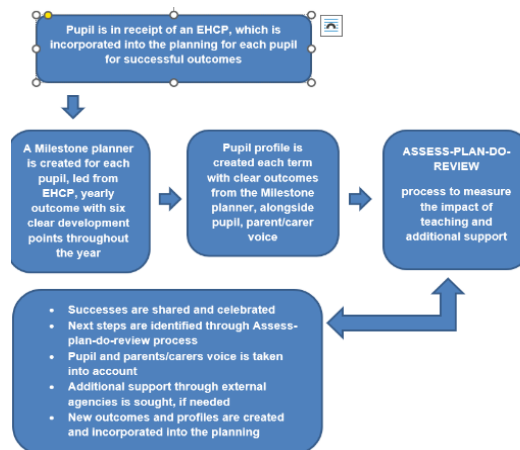 Pupil is in receipt of an EHCP, which is
incorporated into the planning for each pupil
for successful outcomes
A Milestone planner
is created for each
pupil, led from
EHCP, yearly
outcome with six
clear development
points throughout
the year
Pupil profile is
created each term
with clear outcomes
from the Milestone
planner, alongside
pupil, parent/carer
voice
ASSESS-PLAN-DO-
REVIEW
process to measure
the impact of
teaching and
additional support
• Successes are shared and celebrated
• Next steps are identified through Assess-
plan-do-review process
• Pupil and parents/carers voice is taken
into account
• Additional support through external
agencies is sought, if needed
• New outcomes and profiles are created
and incorporated into the planning